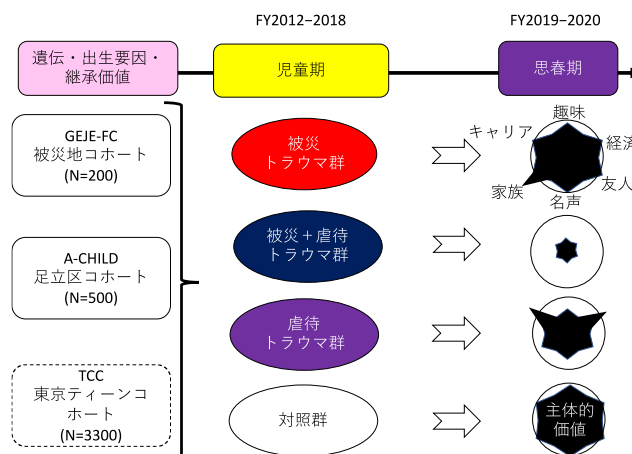 FY2012−2018
FY2019−2020
遺伝・出生要因・
継承価値
児童期
思春期
GEJE-FC
被災地コホート
(N=200)
被災
トラウマ群
趣味
キャリア
経済
家族
友人
名声
A-CHILD
足立区コホート
(N=500)
被災＋虐待
トラウマ群
虐待
トラウマ群
TCC
東京ティーンコ
ホート
(N=3300)
対照群
主体的
価値